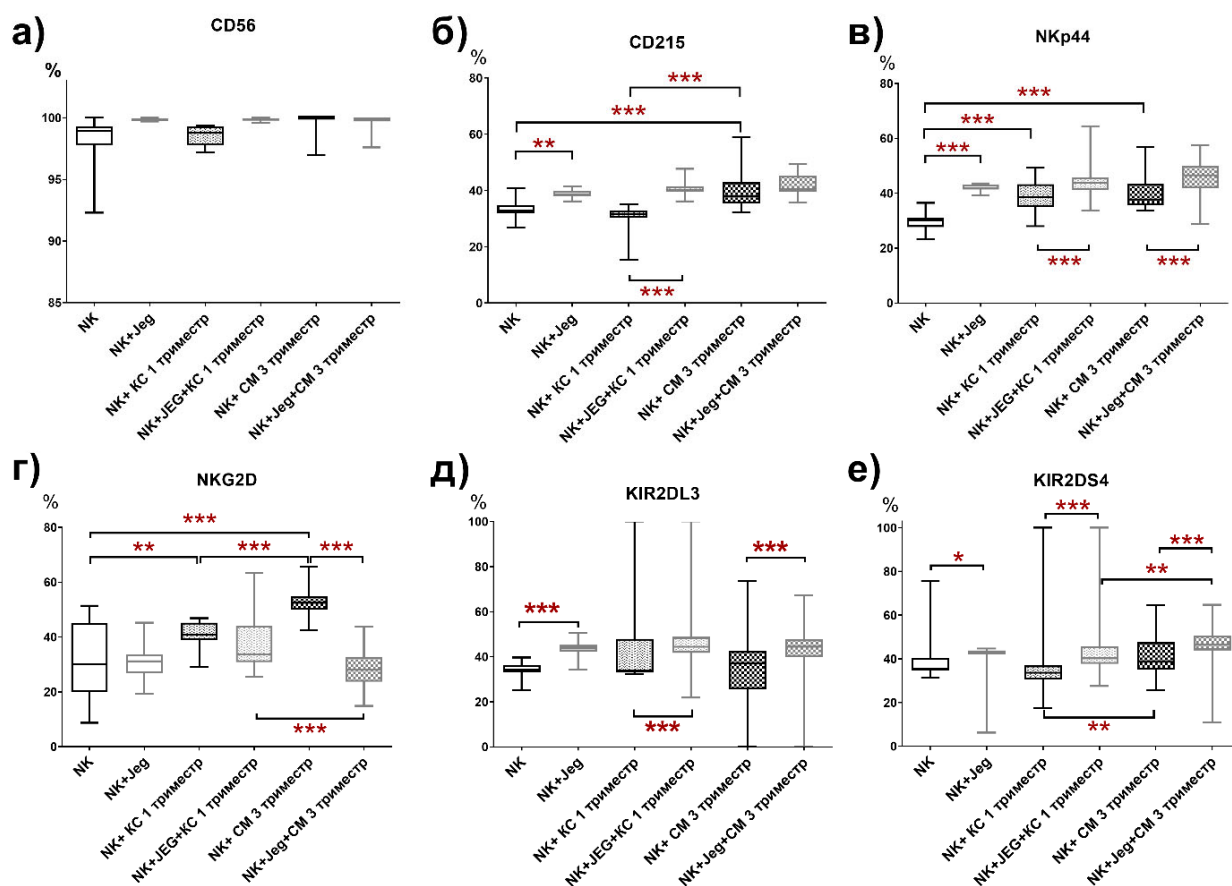 а)
CD56
%
100
95
90
85
NK
NK+Jeg
NK+ КС 1 триместр
NK+JEG+КС 1 триместр
NK+ СМ 3 триместр
NK+Jeg+СМ 3 триместр
б)
CD215
%
80
60
40
20
0
***
***
**
***
NK
NK+Jeg
NK+ КС 1 триместр
NK+JEG+КС 1 триместр
NK+ СМ 3 триместр
NK+Jeg+СМ 3 триместр
в)
NKp44
%
80
60
40
20
0
***
***
***
***
***
NK
NK+Jeg
NK+ КС 1 триместр
NK+JEG+КС 1 триместр
NK+ СМ 3 триместр
NK+Jeg+СМ 3 триместр
г)
NKG2D
%
80
60
40
20
0
***
**
***
***
***
NK
NK+Jeg
NK+ КС 1 триместр
NK+JEG+КС 1 триместр
NK+ СМ 3 триместр
NK+Jeg+СМ 3 триместр
д)
KIR2DL3
%
100
80
60
40
20
0
***
***
***
NK
NK+Jeg
NK+ КС 1 триместр
NK+JEG+КС 1 триместр
NK+ СМ 3 триместр
NK+Jeg+СМ 3 триместр
е)
KIR2DS4
%
100
80
60
40
20
0
***
***
*
**
**
NK
NK+Jeg
NK+ КС 1 триместр
NK+JEG+КС 1 триместр
NK+ СМ 3 триместр
NK+Jeg+СМ 3 триместр